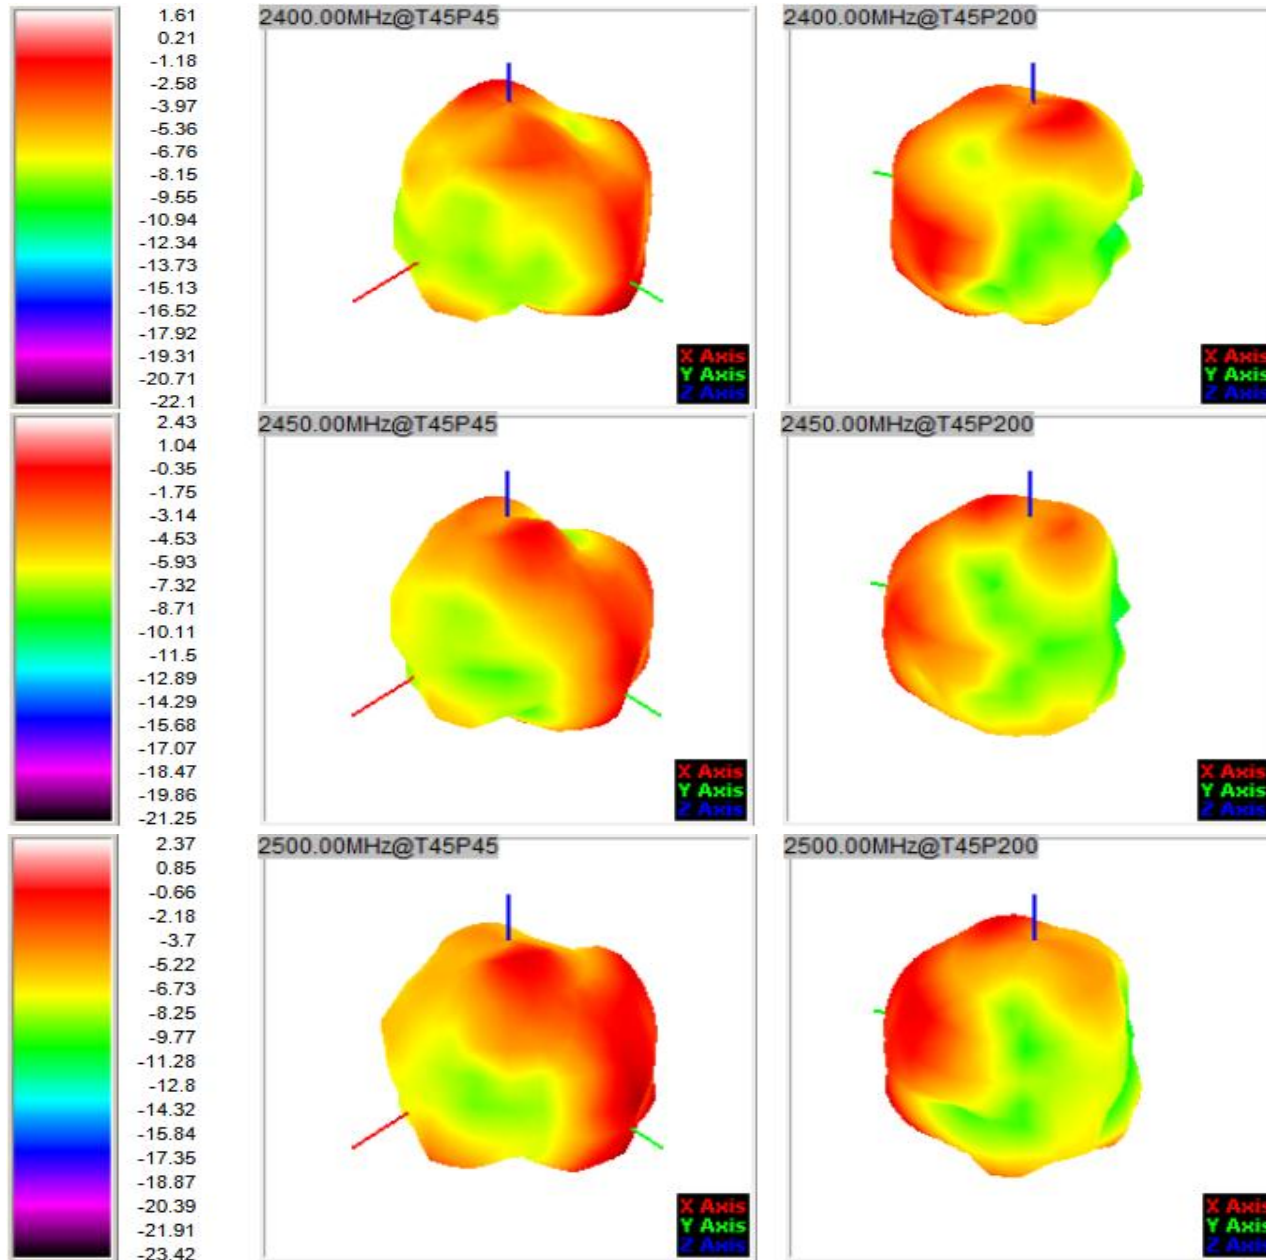 2400.00MHz@T45P45
2400.00MHz@T45P200
1.61
0.21
-1.18
-2.58
-3.97
-5.36
-6.76
-8.15
-9.55
-10.94
-12.34
-13.73
-15.13
-16.52
-17.92
-19.31
-20.71
-22.1
X Axis
Y Axis
Z Axis
X Axis
Y Axis
Z Axis
2450.00MHz@T45P45
2450.00MHz@T45P200
2.43
1.04
-0.35
-1.75
-3.14
-4.53
-5.93
-7.32
-8.71
-10.11
-11.5
-12.89
-14.29
-15.68
-17.07
-18.47
-19.86
-21.25
X Axis
Y Axis
Z Axis
X Axis
Y Axis
Z Axis
2500.00MHz@T45P45
2500.00MHz@T45P200
2.37
0.85
-0.66
-2.18
-3.7
-5.22
-6.73
-8.25
-9.77
-11.28
-12.8
-14.32
-15.84
-17.35
-18.87
-20.39
-21.91
-23.42
X Axis
Y Axis
Z Axis
X Axis
Y Axis
Z Axis